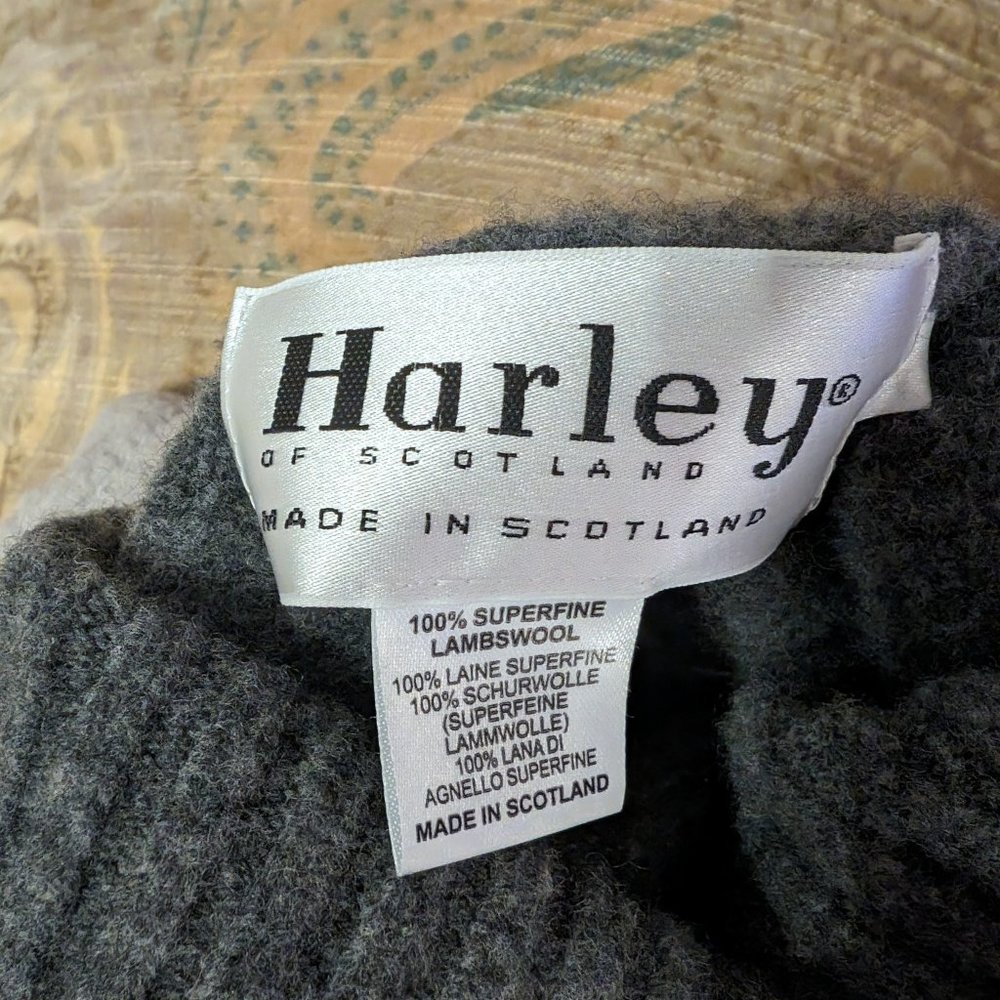 Harley®
OF SCOTLAND
MADE IN SCOTLAND
100% SUPERFINE
LAMBSWOOL
100% LAINE SUPERFINE
100% SCHURWOLLE
(SUPERFEINE
LAMMWOLLE)
100% LANA DI
AGNELLO SUPERFINE
MADE IN SCOTLAND